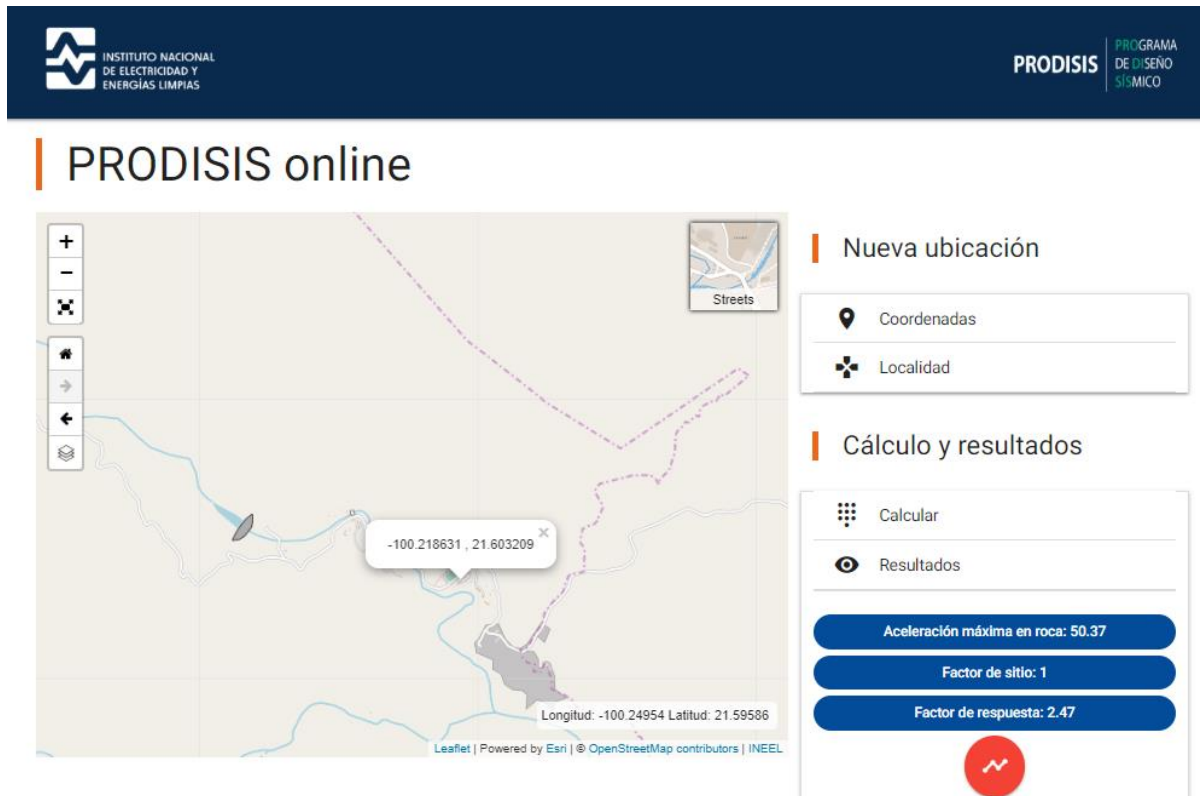 INSTITUTO NACIONAL
DE ELECTRICIDAD Y
ENERGÍAS LIMPIAS
PRODISIS
PROGRAMA
DE DISEÑO
SÍSMICO
PRODISIS online
+
−
Streets
-100.218631 , 21.603209
×
Longitud: -100.24954 Latitud: 21.59586
Leaflet | Powered by Esri | © OpenStreetMap contributors | INEEL
Nueva ubicación
Coordenadas
Localidad
Cálculo y resultados
Calcular
Resultados
Aceleración máxima en roca: 50.37
Factor de sitio: 1
Factor de respuesta: 2.47